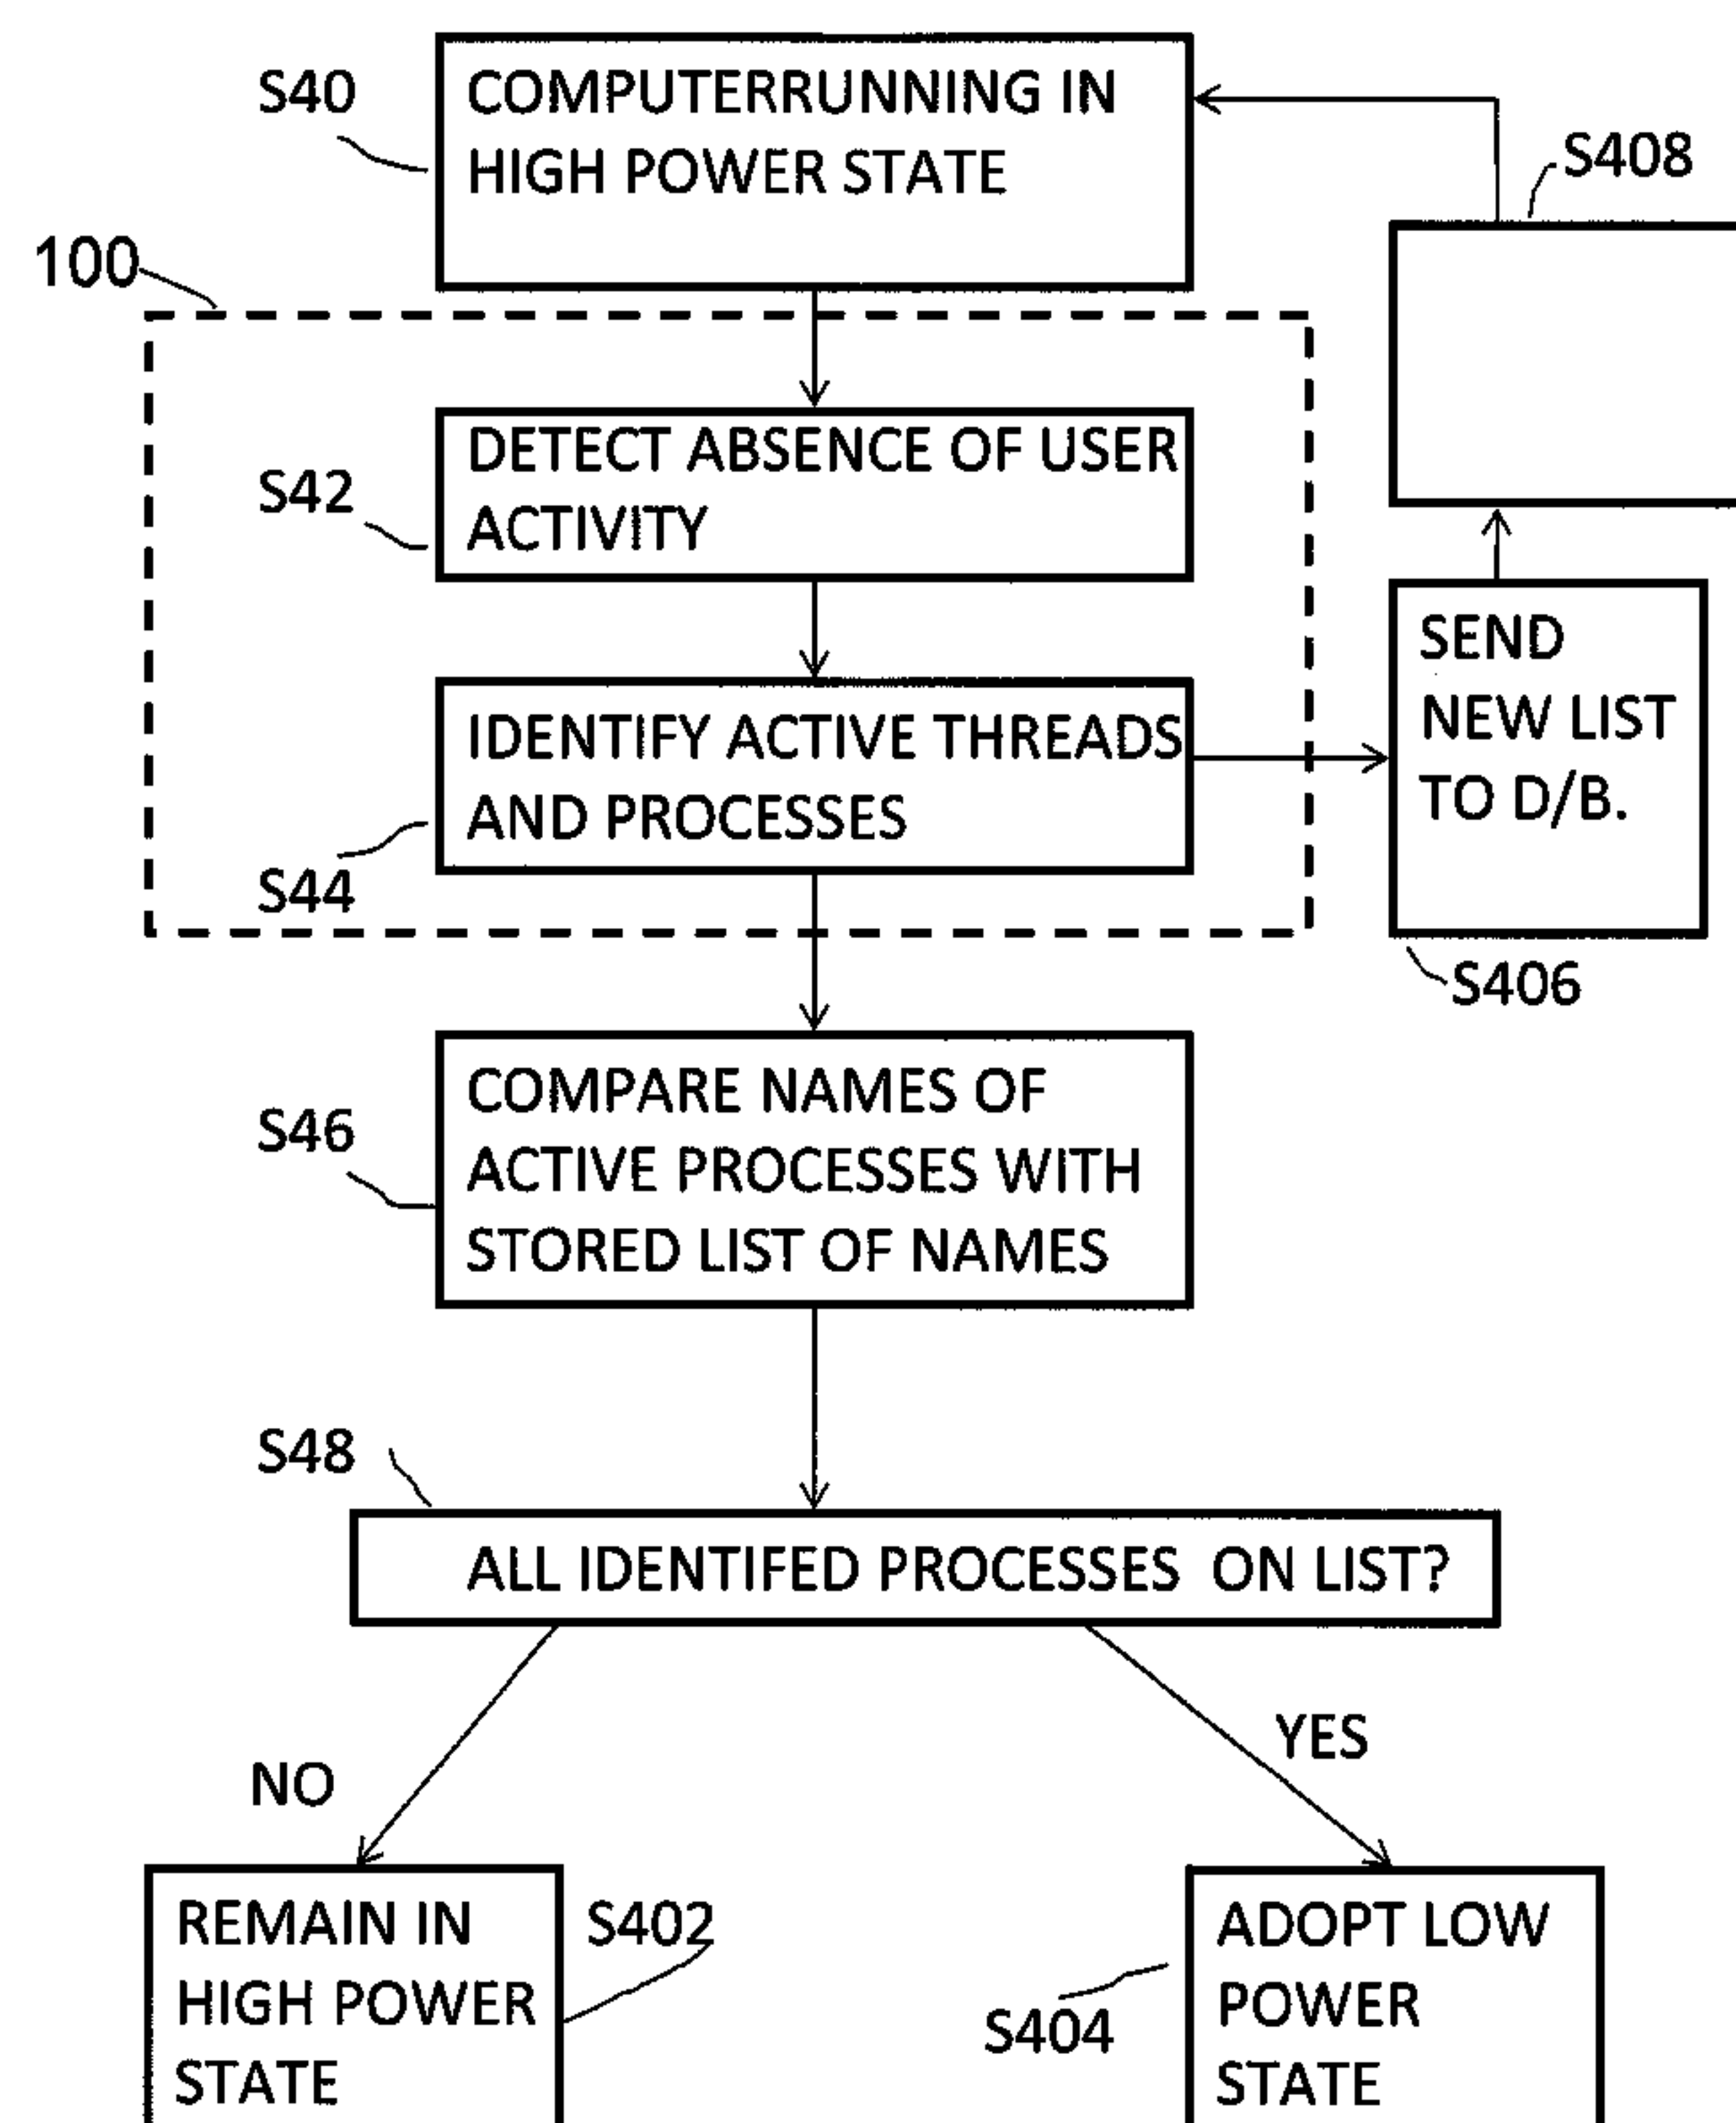 S40
COMPUTERRUNNING IN
HIGH POWER STATE
S408
100
S42
DETECT ABSENCE OF USER
ACTIVITY
S44
IDENTIFY ACTIVE THREADS
AND PROCESSES
SEND
NEW LIST
TO D/B.
S406
S46
COMPARE NAMES OF
ACTIVE PROCESSES WITH
STORED LIST OF NAMES
S48
ALL IDENTIFED PROCESSES ON LIST?
NO
YES
REMAIN IN
HIGH POWER
STATE
S402
S404
ADOPT LOW
POWER
STATE